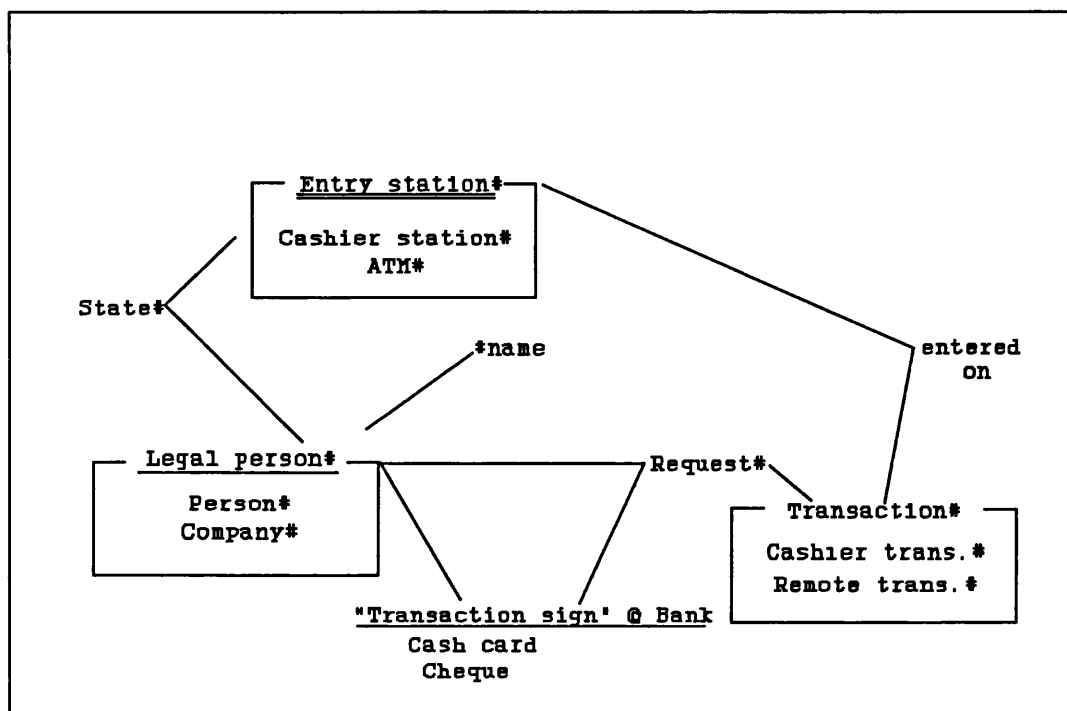 Entry station#
Cashier station#
ATM#
State#
#name
entered
on
Legal person#
Request#
Person#
Company#
Transaction#
Cashier trans.#
Remote trans.#
"Transaction sign' @ Bank
Cash card
Cheque